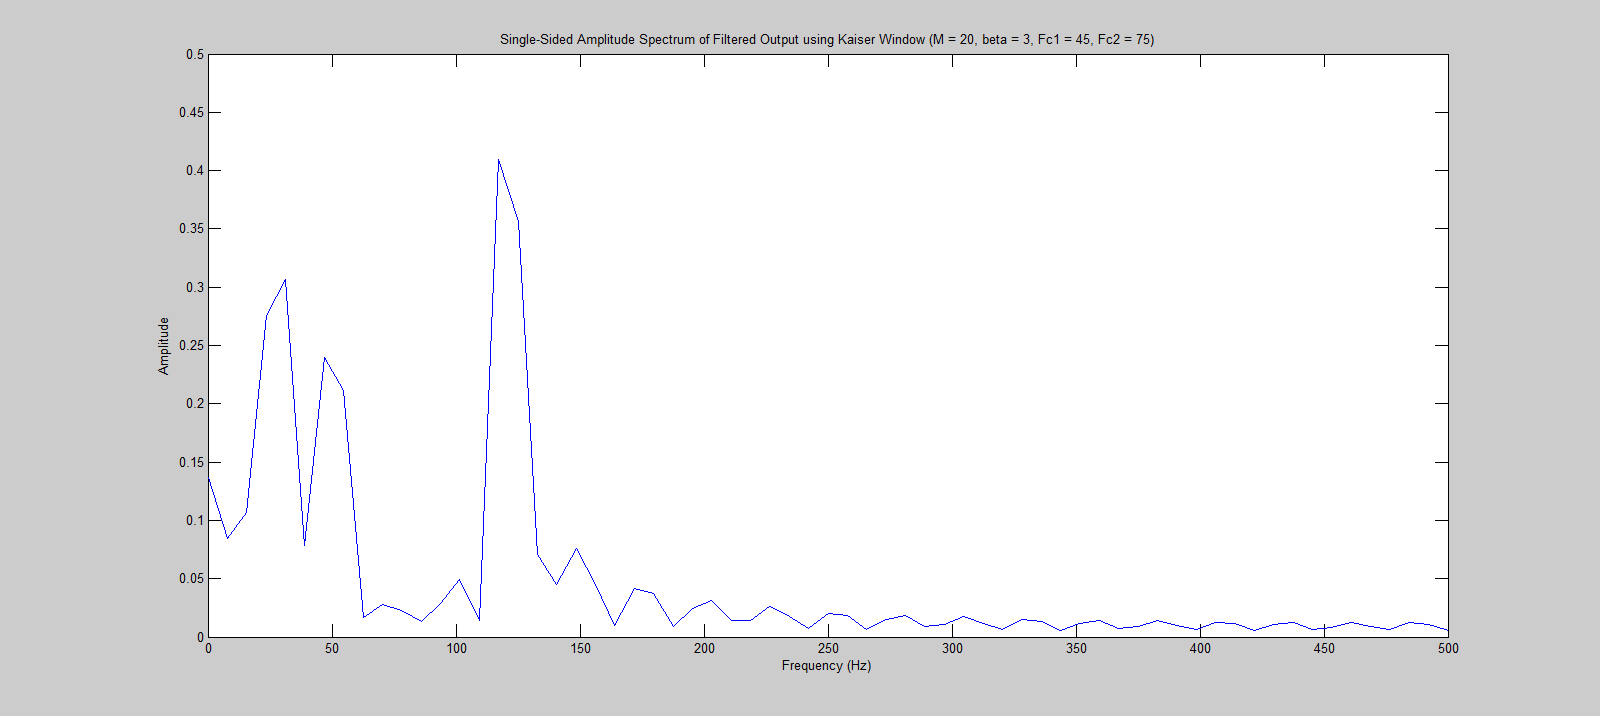 Single-Sided Amplitude Spectrum of Filtered Output using Kaiser Window (M = 20, beta = 3, Fc1 = 45, Fc2 = 75)
0.5
0.45
0.4
0.35
0.3
0.25
0.2
0.15
0.1
0.05
0
Amplitude
0 50 100 150 200 250 300 350 400 450 500
Frequency (Hz)